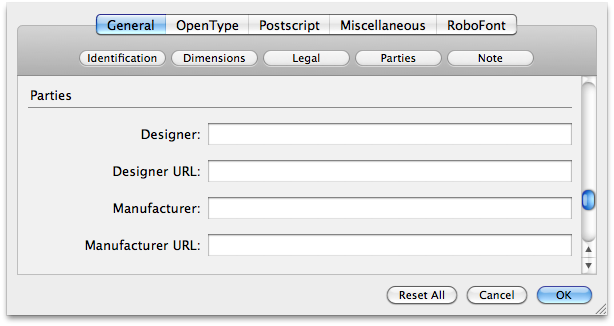 General OpenType Postscript Miscellaneous RoboFont
Identification Dimensions Legal Parties Note
Parties
Designer:
Designer URL:
Manufacturer:
Manufacturer URL:
Reset All Cancel OK